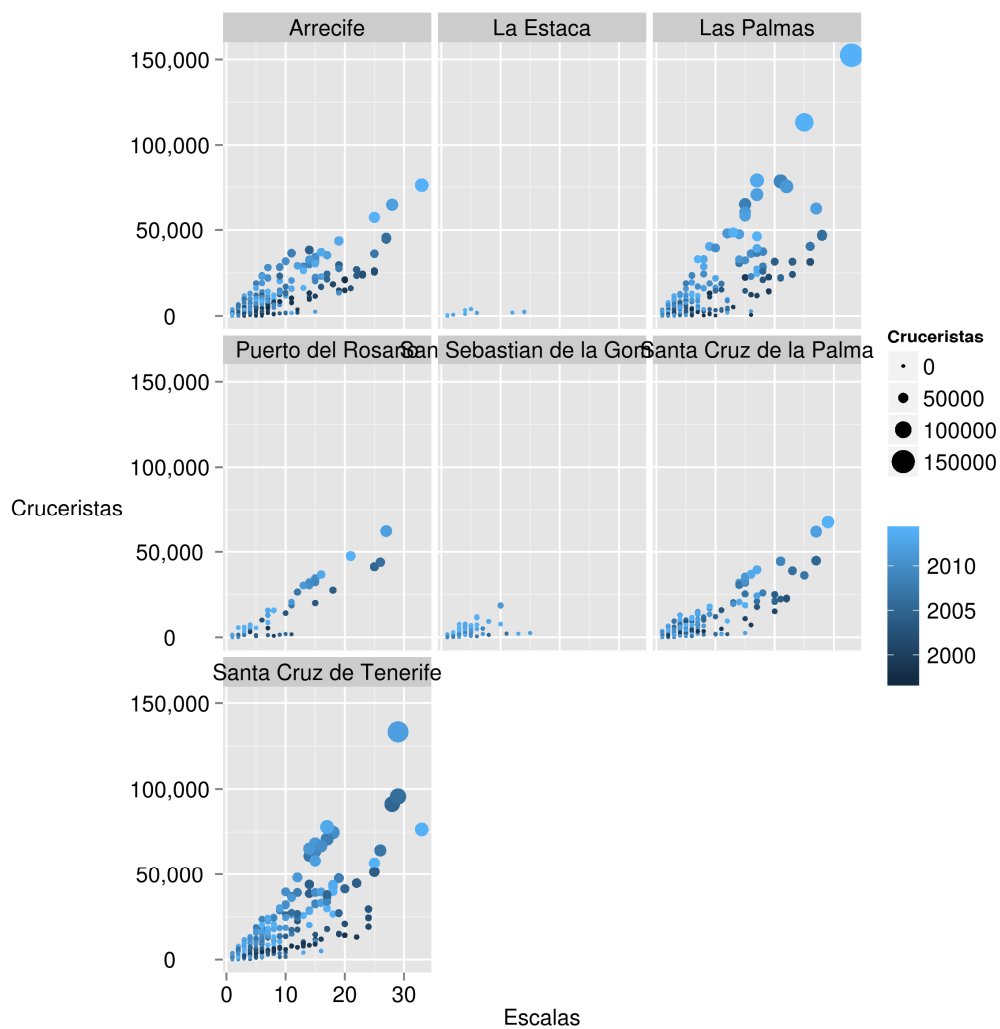 Arrecife
La Estaca
Las Palmas
150,000
100,000
50,000
0
Puerto del Rosario
San Sebastian de la Gom
Santa Cruz de la Palma
150,000
100,000
50,000
0
Cruceristas
Santa Cruz de Tenerife
150,000
100,000
50,000
0
0 10 20 30
Escalas
Cruceristas
0
50000
100000
150000
2010
2005
2000